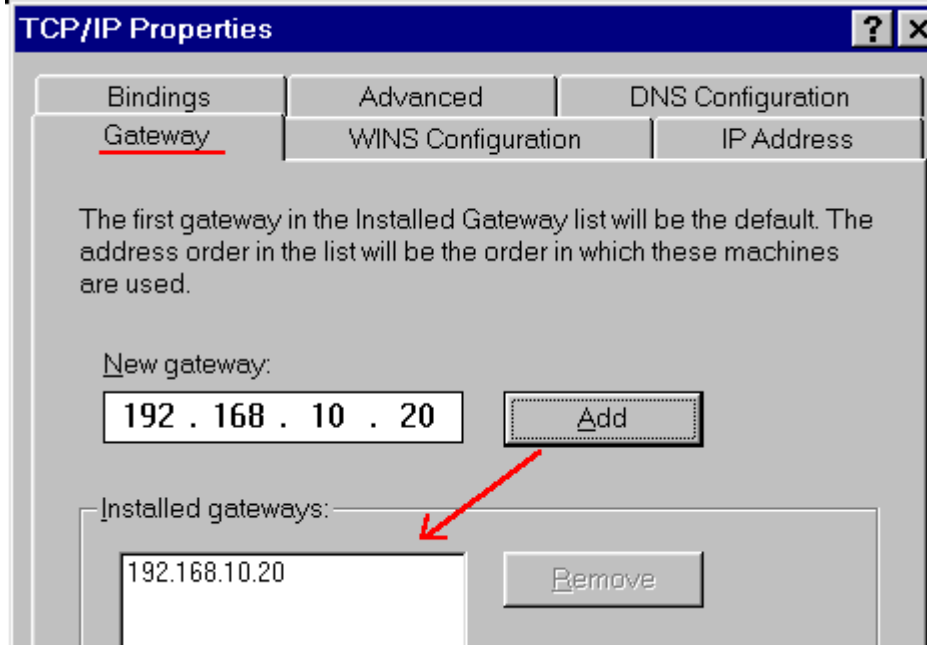 TCP/IP Properties
? X
Bindings Advanced DNS Configuration
Gateway WINS Configuration IP Address
The first gateway in the Installed Gateway list will be the default. The
address order in the list will be the order in which these machines
are used.
New gateway:
192 . 168 . 10 . 20 Add
Installed gateways:
192.168.10.20 Remove